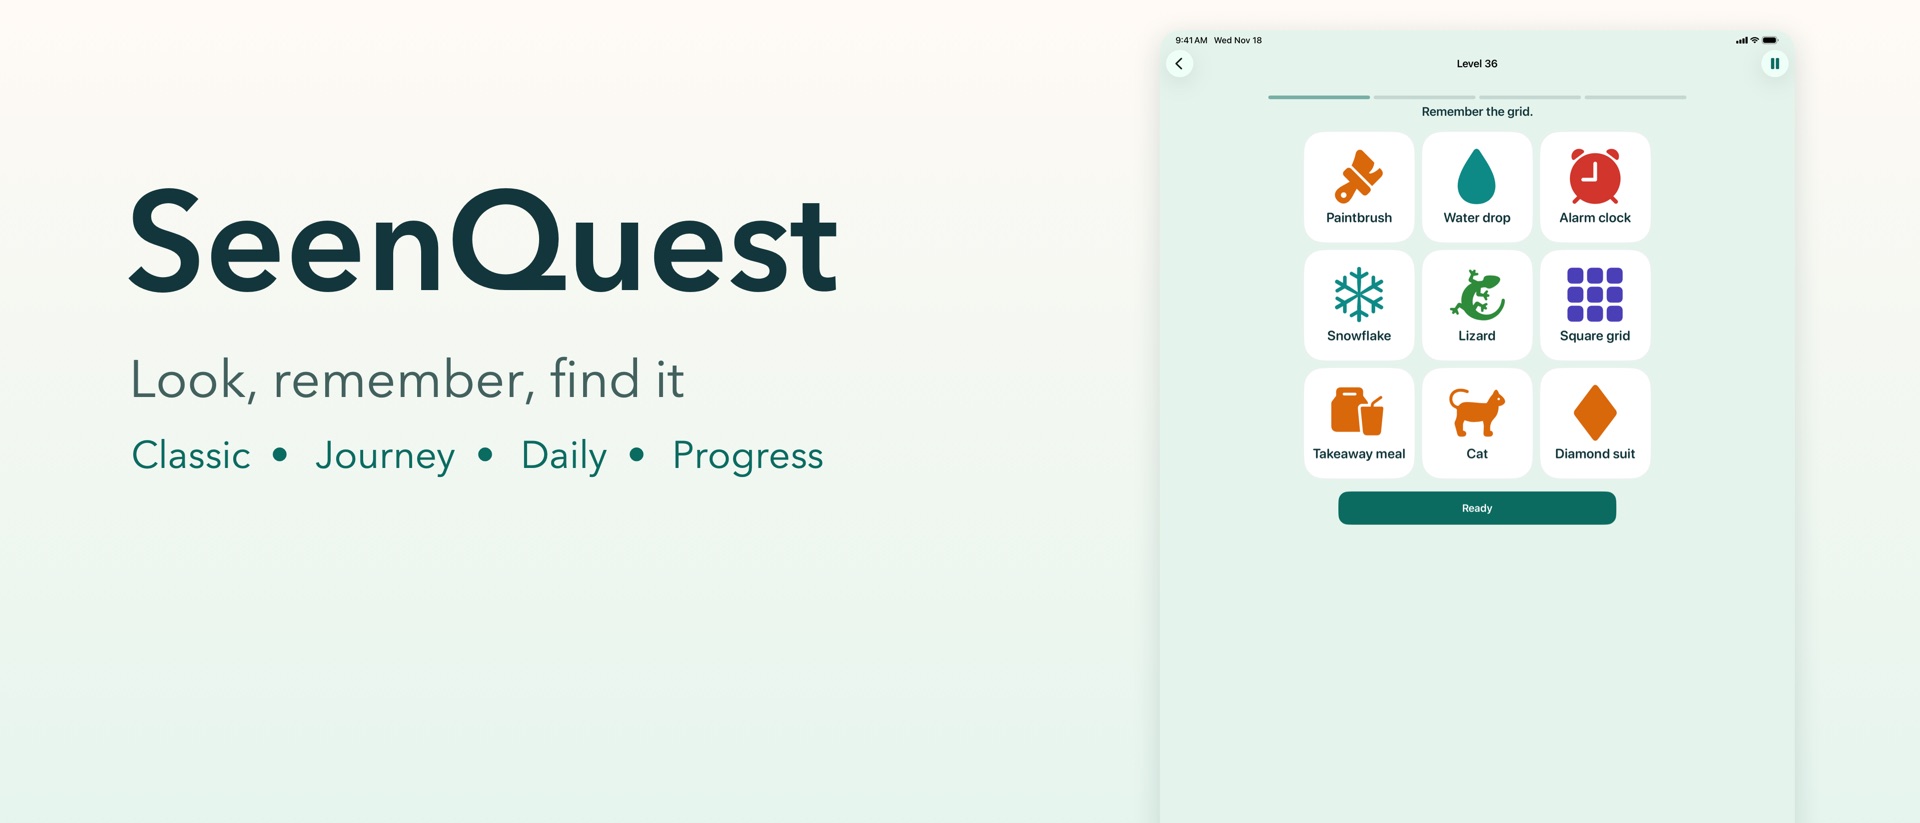 SeenQuest
Look, remember, find it
Classic • Journey • Daily • Progress
9:41 AM Wed Nov 18
Level 36
Remember the grid.
Paintbrush Water drop Alarm clock
Snowflake Lizard Square grid
Takeaway meal Cat Diamond suit
Ready